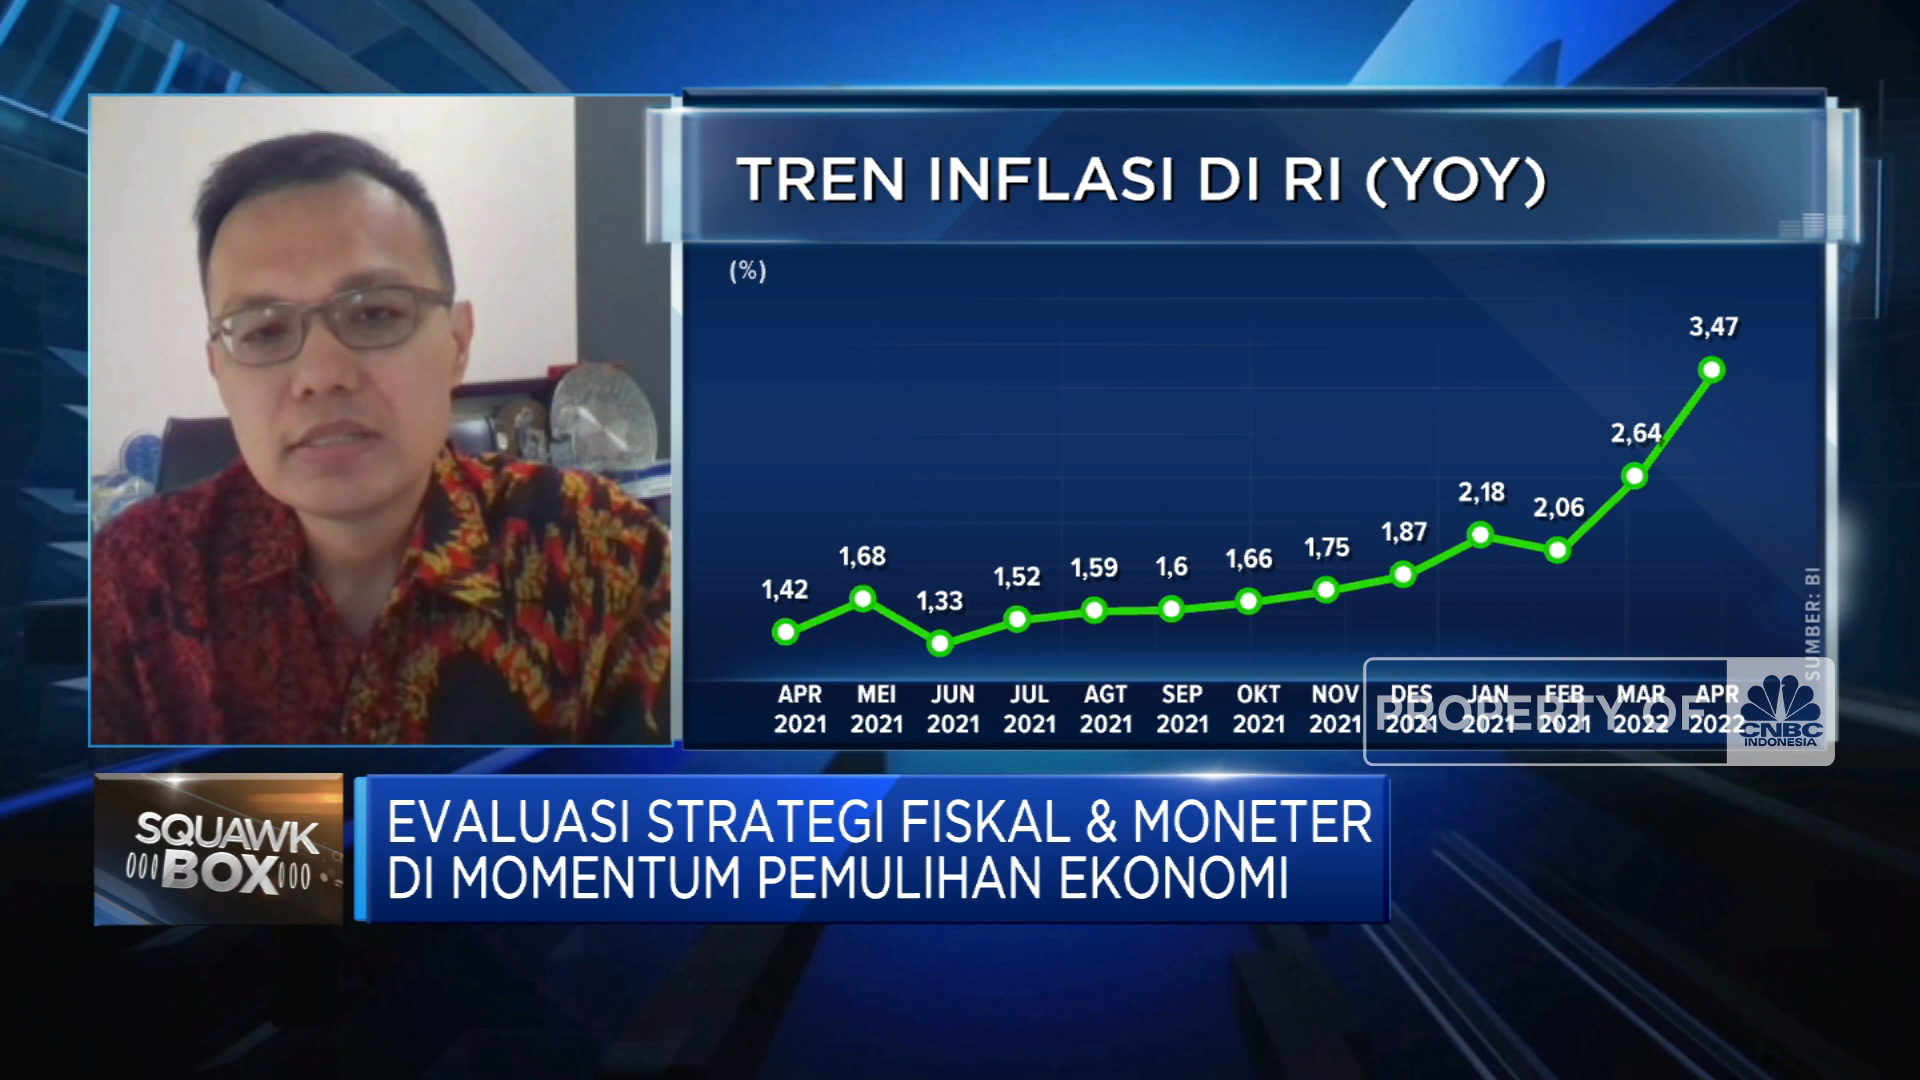 TREN INFLASI DI RI (YOY)
(%)
1,42
1,68
1,33
1,52
1,59
1,6
1,66
1,75
1,87
2,18
2,06
2,64
3,47
SUMBER: BI
APR MEI JUN JUL AGT SEP OKT NOV DES JAN FEB MAR APR
2021 2021 2021 2021 2021 2021 2021 2021 2021 2021 2021 2022 2022
PROPERTY OF
CNBC
INDONESIA
SQUAWK
BOX
EVALUASI STRATEGI FISKAL & MONETER
DI MOMENTUM PEMULIHAN EKONOMI